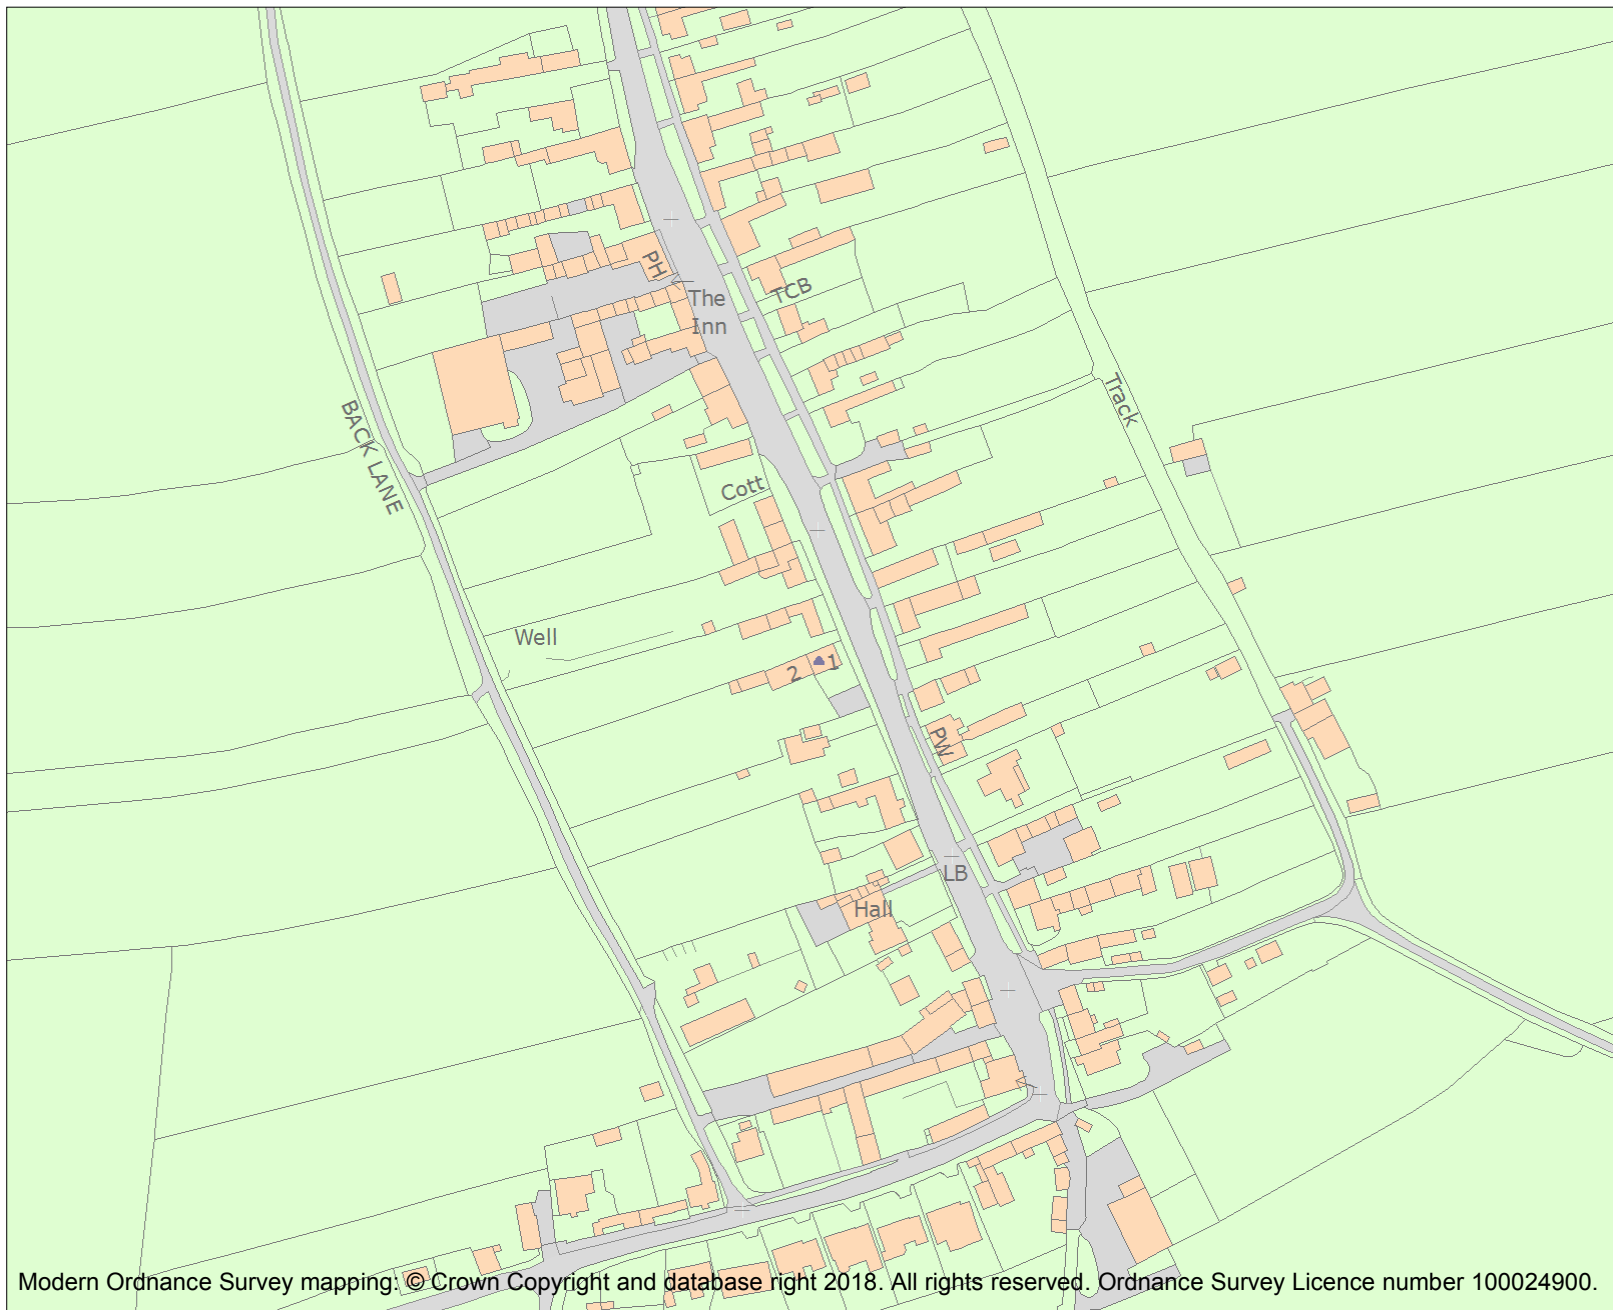 PH
The
Inn
TCB
Track
BACK LANE
Cott
Well
2
1
PW
LB
Hall
Modern Ordnance Survey mapping: © Crown Copyright and database right 2018. All rights reserved. Ordnance Survey Licence number 100024900.